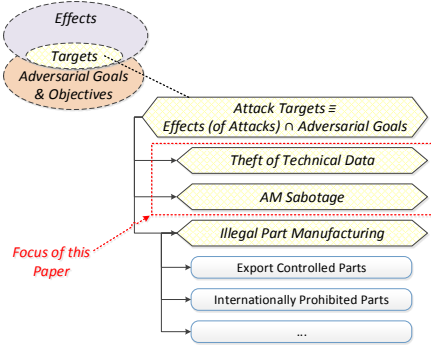 Effects
Targets
Adversarial Goals
& Objectives
Attack Targets ≡
Effects (of Attacks) ∩ Adversarial Goals
Theft of Technical Data
AM Sabotage
Illegal Part Manufacturing
Focus of this
Paper
Export Controlled Parts
Internationally Prohibited Parts
...